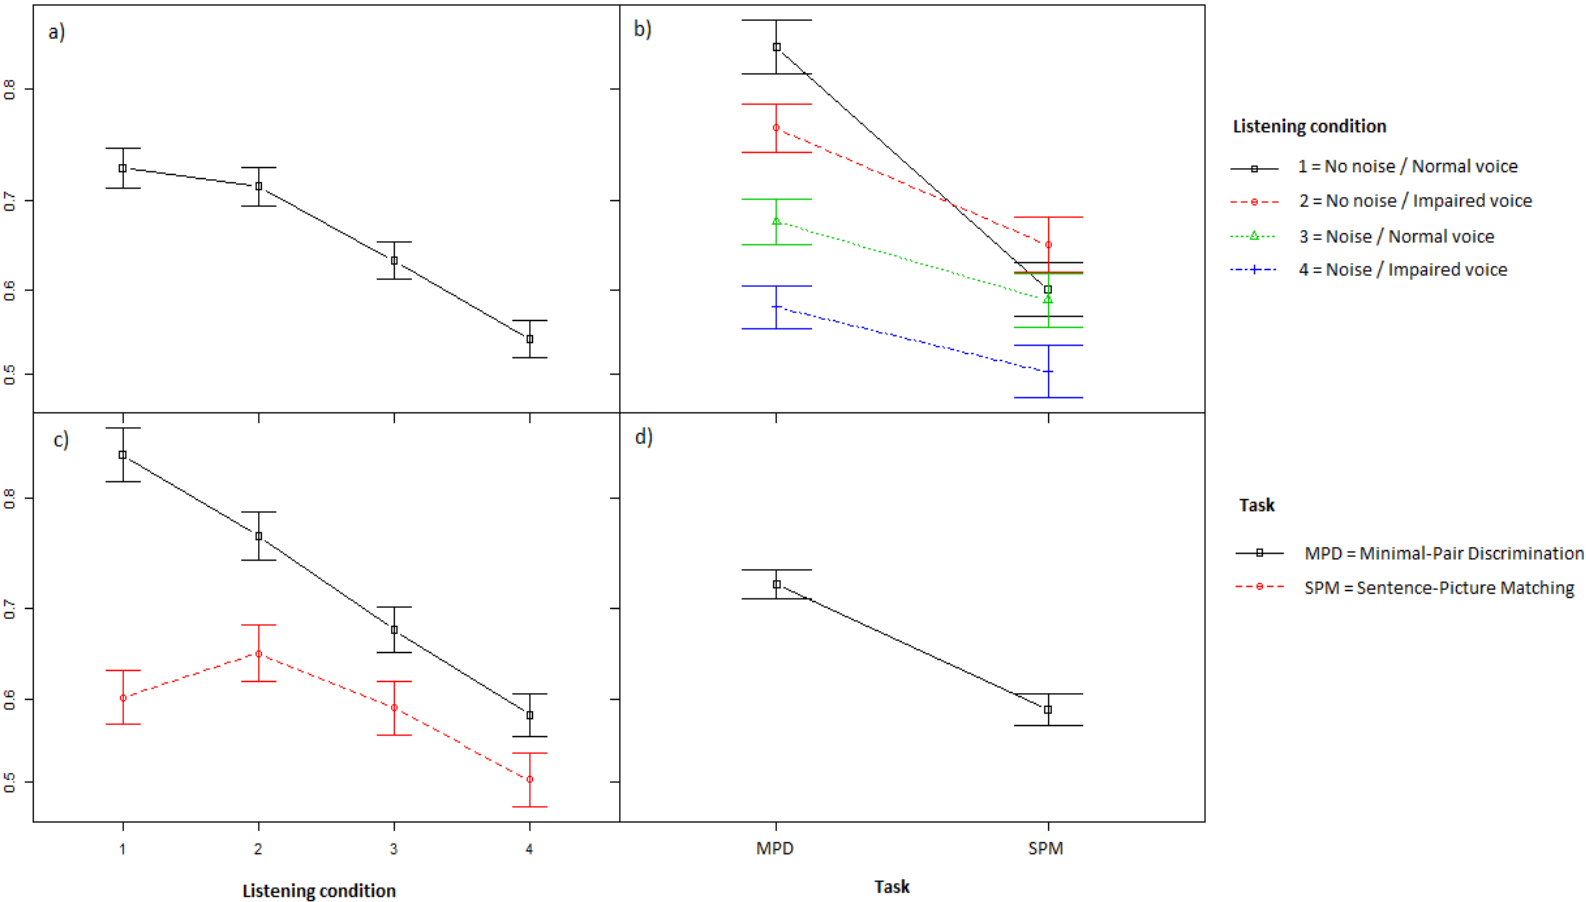 a)
b)
0.8
0.7
0.6
0.5
Listening condition
1 = No noise / Normal voice
2 = No noise / Impaired voice
3 = Noise / Normal voice
4 = Noise / Impaired voice
c)
d)
0.8
0.7
0.6
0.5
Task
MPD = Minimal-Pair Discrimination
SPM = Sentence-Picture Matching
1 2 3 4
MPD SPM
Listening condition
Task